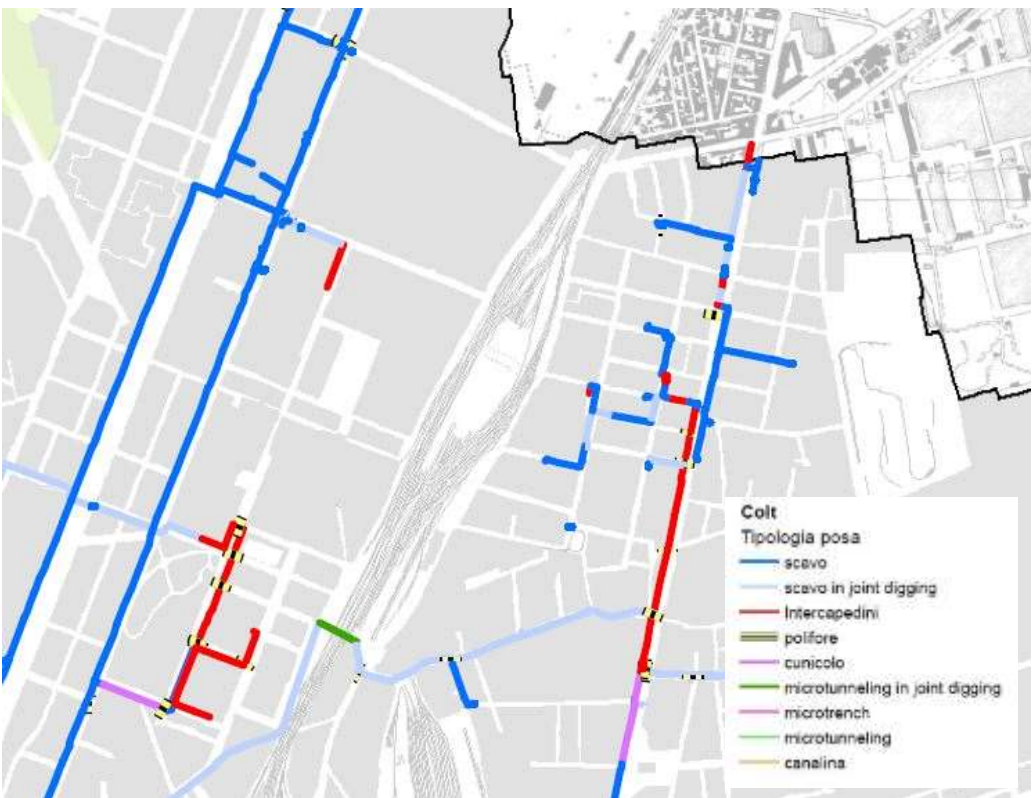 Colt
Tipologia posa
scavo
scavo in joint digging
Intercapedini
polifore
cunicolo
microtunneling in joint digging
microtrench
microtunneling
canalina